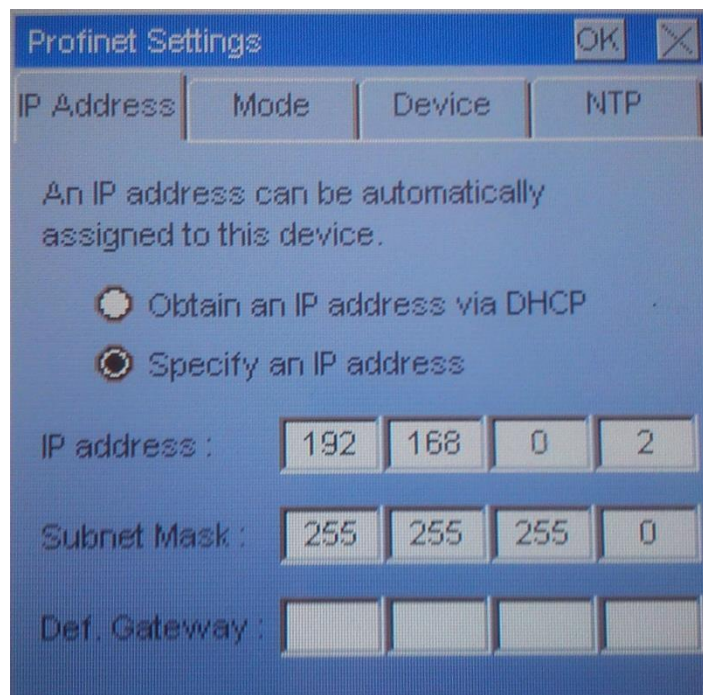 Profinet Settings OK X
IP Address Mode Device NTP
An IP address can be automatically
assigned to this device.
Obtain an IP address via DHCP
Specify an IP address
IP address : 192 168 0 2
Subnet Mask : 255 255 255 0
Def. Gateway :